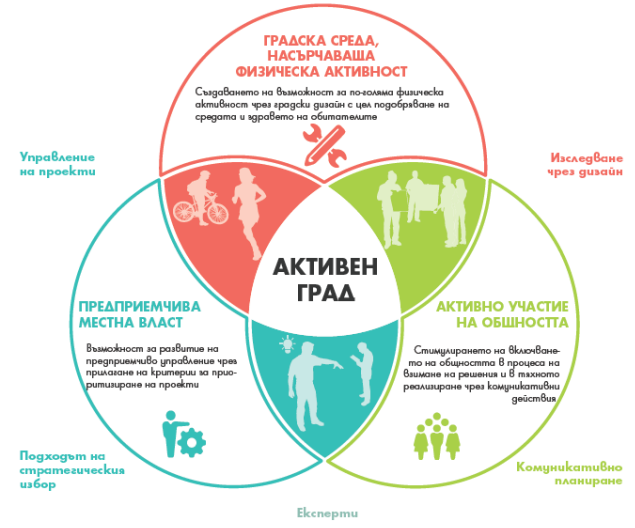 ГРАДСКА СРЕДА,
НАСЪРЧАВАЩА
ФИЗИЧЕСКА АКТИВНОСТ
Създаването на възможност за по-голяма физическа
активност чрез градски дизайн с цел подобряване на
средата и здравето на обитателите
Управление
на проекти
Изследване
чрез дизайн
АКТИВЕН
ГРАД
ПРЕДПРИЕМЧИВА
МЕСТНА ВЛАСТ
Възможност за развитие на
предприемчиво управление чрез
прилагане на критерии за прио-
ритизиране на проекти
АКТИВНО УЧАСТИЕ
НА ОБЩНОСТТА
Стимулирането на включване-
то на общността в процеса на
взимане на решения и в тяхното
реализиране чрез комуникативни
действия
Подходът на
стратегическия
избор
Комуникативно
планиране
Експерти